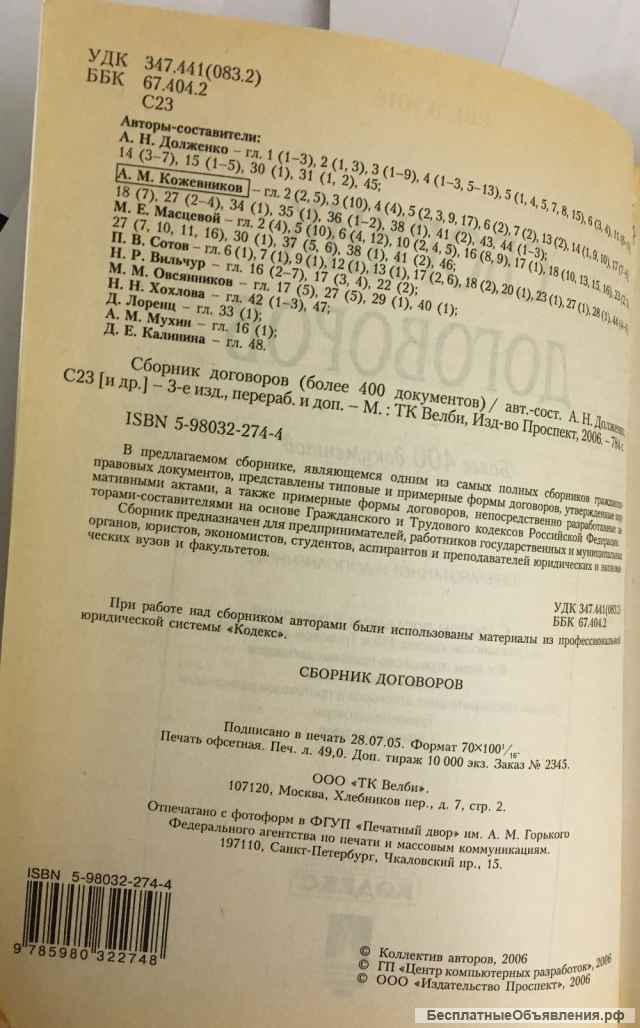 УДК 347.441(083.2)
ББК 67.404.2
С23
Авторы-составители:
А. Н. Долженко – гл. 1 (1–3), 2 (1, 3), 3 (1–9), 4 (1–3, 5–13), 5 (1, 4, 5, 7, 8, 15), 6 (3, 4),
14 (3–7), 15 (1–5), 30 (1), 31 (1, 2), 45;
А. М. Кожевников – гл. 2 (2, 5), 3 (10), 4 (4), 5 (2, 3, 9, 17), 6 (2), 7 (2), 13 (2), 14 (1, 9, 10), 17
18 (7), 27 (2–4), 34 (1), 35 (1), 36 (1–2), 38 (1), 41 (2), 43, 44 (1–3);
М. Е. Масцевой – гл. 2 (4), 5 (10), 6 (4, 12), 10 (2, 4, 5), 16 (8, 9), 17 (1), 18 (10, 13, 15, 16),
27 (7, 10, 11, 16), 30 (1), 37 (5, 6), 38 (1), 41 (2), 46;
П. В. Сотов – гл. 6 (1), 7 (1), 9 (1), 12 (1), 13 (1), 17 (2, 6), 18 (2), 20 (1), 23 (1), 27 (1), 28 (1),
Н. Р. Вильчур – гл. 16 (2–7), 17 (3, 4), 22 (2);
М. М. Овсянников – гл. 17 (5), 27 (5), 29 (1), 40 (1);
Н. Н. Хохлова – гл. 42 (1–3), 47;
Д. Лоренц – гл. 33 (1);
А. М. Мухин – гл. 16 (1);
Д. Е. Калинина – гл. 48.
Сборник договоров (более 400 документов) / авт.-сост. А. Н. Долженко
С23 [и др.] – 3-е изд., перераб. и доп. – М. : ТК Велби, Изд-во Проспект, 2006. – 784 с.
ISBN 5-98032-274-4
В предлагаемом сборнике, являющемся одним из самых полных сборников
правовых документов, представлены типовые и примерные формы договоров, утвержденные
мативными актами, а также примерные формы договоров, непосредственно разработанные
торами-составителями на основе Гражданского и Трудового кодексов Российской Федерации.
Сборник предназначен для предпринимателей, работников государственных и муниципальных
органов, юристов, экономистов, студентов, аспирантов и преподавателей юридических и
ческих вузов и факультетов.
УДК 347.441(083.2)
ББК 67.404.2
При работе над сборником авторами были использованы материалы из профессиональной
юридической системы «Кодекс».
СБОРНИК ДОГОВОРОВ
Подписано в печать 28.07.05. Формат 70×100¹/₁₆.
Печать офсетная. Печ. л. 49,0. Доп. тираж 10 000 экз. Заказ № 2345.
ООО «ТК Велби».
107120, Москва, Хлебников пер., д. 7, стр. 2.
Отпечатано с фотоформ в ФГУП «Печатный двор» им. А. М. Горького
Федерального агентства по печати и массовым коммуникациям.
197110, Санкт-Петербург, Чкаловский пр., 15.
ISBN 5-98032-274-4
9 785980 322748
© Коллектив авторов, 2006
© ГП «Центр компьютерных разработок», 2006
© ООО «Издательство Проспект», 2006
БесплатныеОбъявления.рф